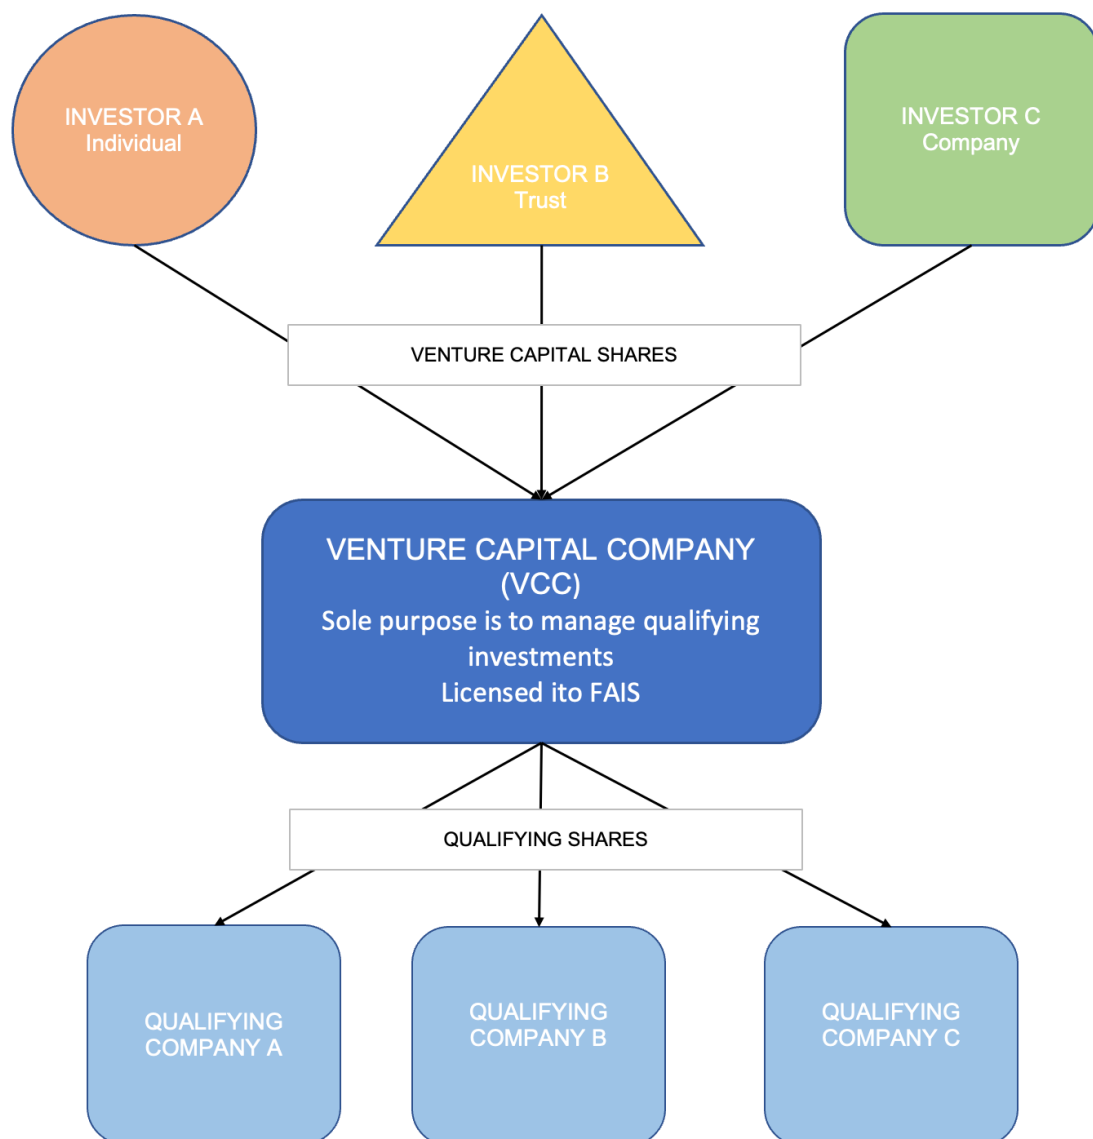 INVESTOR A
Individual
INVESTOR B
Trust
INVESTOR C
Company
VENTURE CAPITAL SHARES
VENTURE CAPITAL COMPANY
(VCC)
Sole purpose is to manage qualifying
investments
Licensed ito FAIS
QUALIFYING SHARES
QUALIFYING
COMPANY A
QUALIFYING
COMPANY B
QUALIFYING
COMPANY C